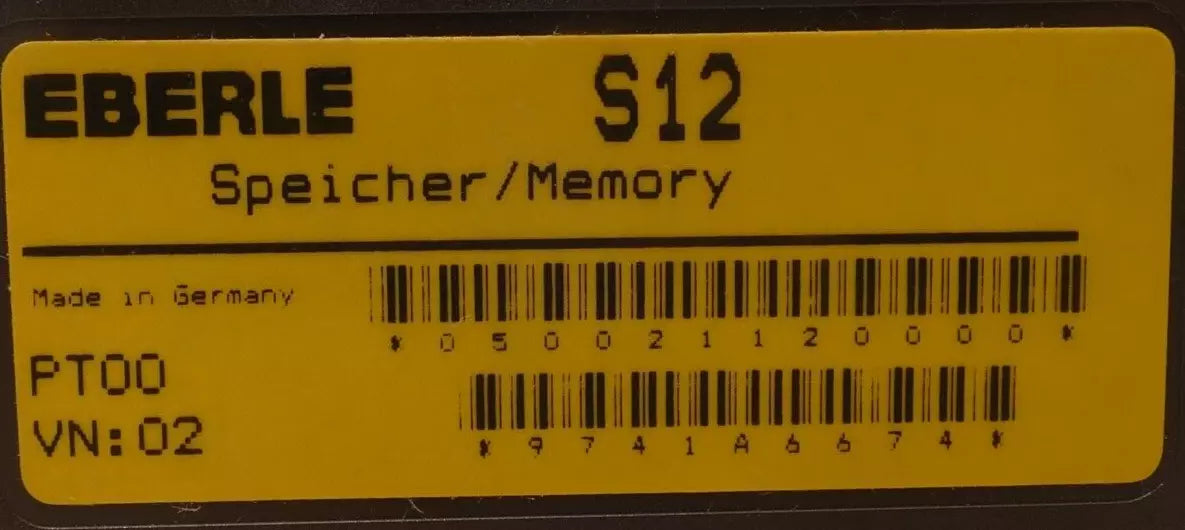 EBERLE S12
Speicher/Memory
Made in Germany
*050021120000*
PT00
*9741A6674*
VN:02